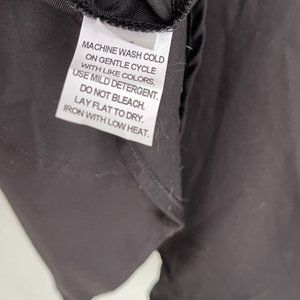 MACHINE WASH COLD
ON GENTLE CYCLE
WITH LIKE COLORS.
USE MILD DETERGENT.
DO NOT BLEACH.
LAY FLAT TO DRY.
IRON WITH LOW HEAT.